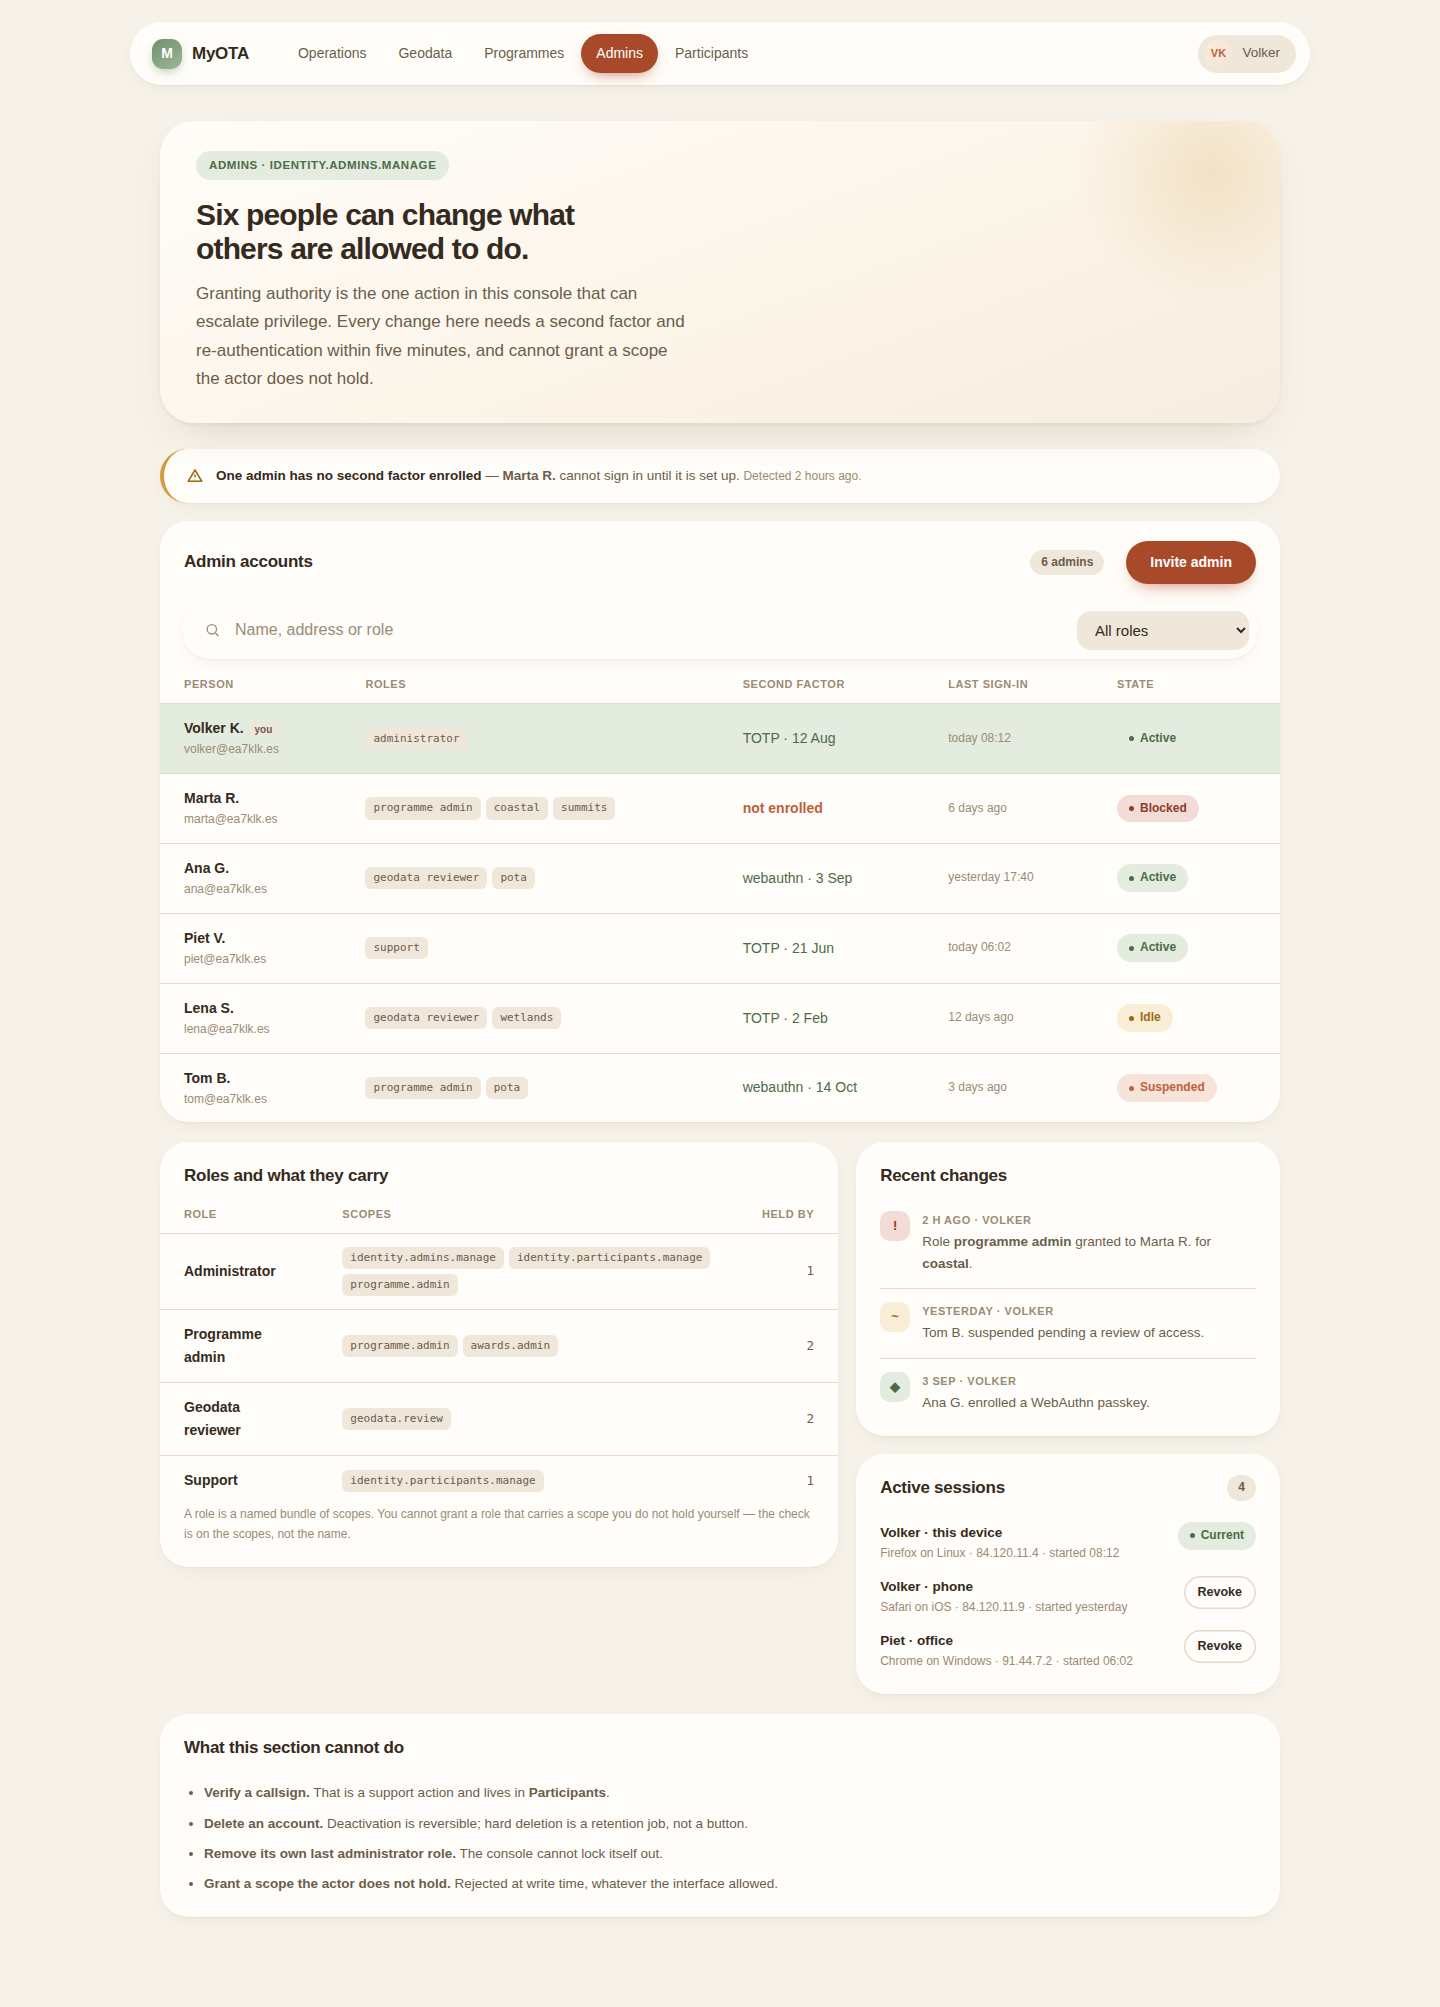 M MyOTA Operations Geodata Programmes Admins Participants VK Volker
ADMINS · IDENTITY.ADMINS.MANAGE
Six people can change what
others are allowed to do.
Granting authority is the one action in this console that can
escalate privilege. Every change here needs a second factor and
re-authentication within five minutes, and cannot grant a scope
the actor does not hold.
One admin has no second factor enrolled — Marta R. cannot sign in until it is set up. Detected 2 hours ago.
Admin accounts 6 admins Invite admin
Name, address or role All roles
PERSON ROLES SECOND FACTOR LAST SIGN-IN STATE
Volker K. you
volker@ea7klk.es
administrator TOTP · 12 Aug today 08:12 Active
Marta R.
marta@ea7klk.es
programme admin coastal summits not enrolled 6 days ago Blocked
Ana G.
ana@ea7klk.es
geodata reviewer pota webauthn · 3 Sep yesterday 17:40 Active
Piet V.
piet@ea7klk.es
support TOTP · 21 Jun today 06:02 Active
Lena S.
lena@ea7klk.es
geodata reviewer wetlands TOTP · 2 Feb 12 days ago Idle
Tom B.
tom@ea7klk.es
programme admin pota webauthn · 14 Oct 3 days ago Suspended
Roles and what they carry
ROLE SCOPES HELD BY
Administrator identity.admins.manage identity.participants.manage
programme.admin 1
Programme
admin
programme.admin awards.admin 2
Geodata
reviewer
geodata.review 2
Support identity.participants.manage 1
A role is a named bundle of scopes. You cannot grant a role that carries a scope you do not hold yourself — the check
is on the scopes, not the name.
Recent changes
! 2 H AGO · VOLKER
Role programme admin granted to Marta R. for
coastal.
~ YESTERDAY · VOLKER
Tom B. suspended pending a review of access.
◆ 3 SEP · VOLKER
Ana G. enrolled a WebAuthn passkey.
Active sessions 4
Volker · this device Current
Firefox on Linux · 84.120.11.4 · started 08:12
Volker · phone Revoke
Safari on iOS · 84.120.11.9 · started yesterday
Piet · office Revoke
Chrome on Windows · 91.44.7.2 · started 06:02
What this section cannot do
• Verify a callsign. That is a support action and lives in Participants.
• Delete an account. Deactivation is reversible; hard deletion is a retention job, not a button.
• Remove its own last administrator role. The console cannot lock itself out.
• Grant a scope the actor does not hold. Rejected at write time, whatever the interface allowed.